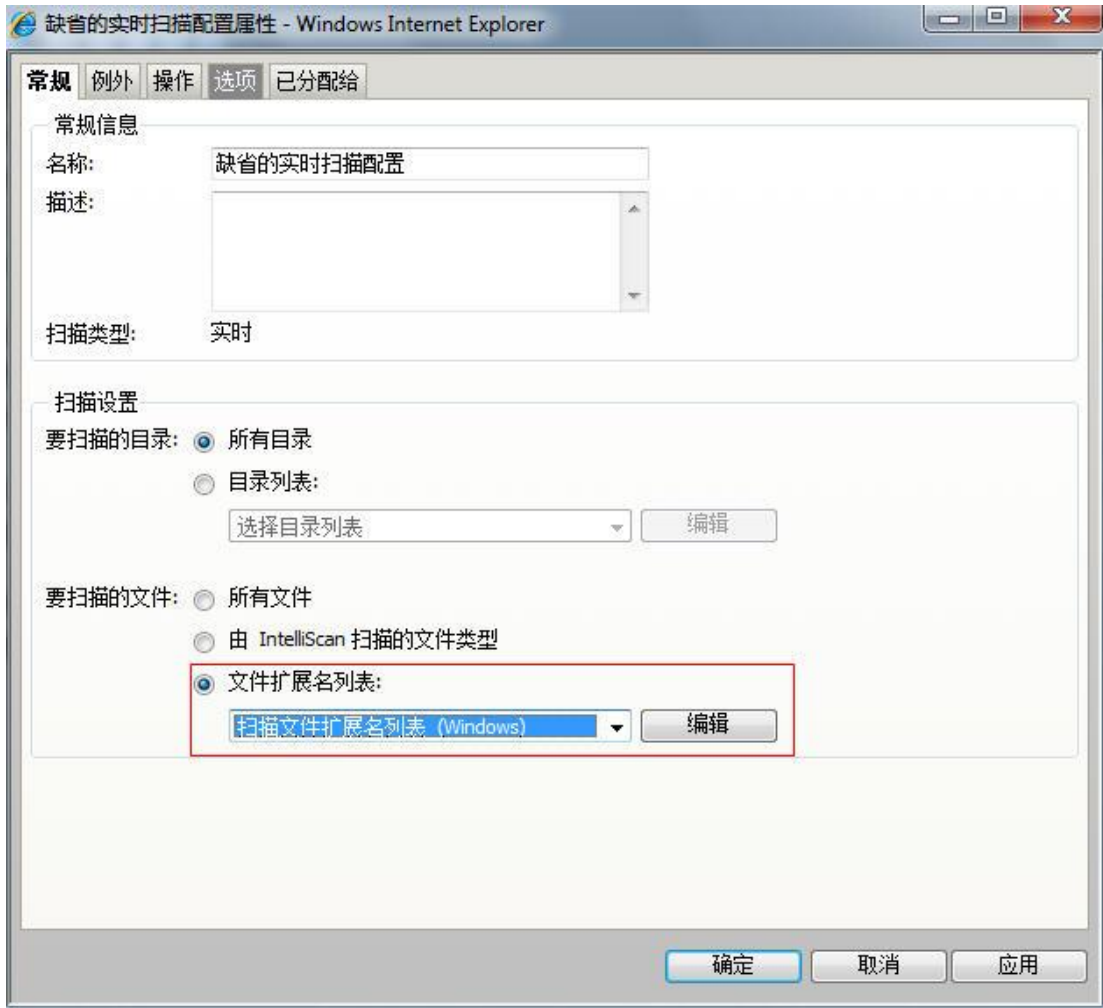 缺省的实时扫描配置属性 - Windows Internet Explorer
常规 例外 操作 选项 已分配给
常规信息
名称: 缺省的实时扫描配置
描述:
扫描类型: 实时
扫描设置
要扫描的目录: 所有目录
目录列表:
选择目录列表 编辑
要扫描的文件: 所有文件
由 IntelliScan 扫描的文件类型
文件扩展名列表:
扫描文件扩展名列表 (Windows) 编辑
确定 取消 应用